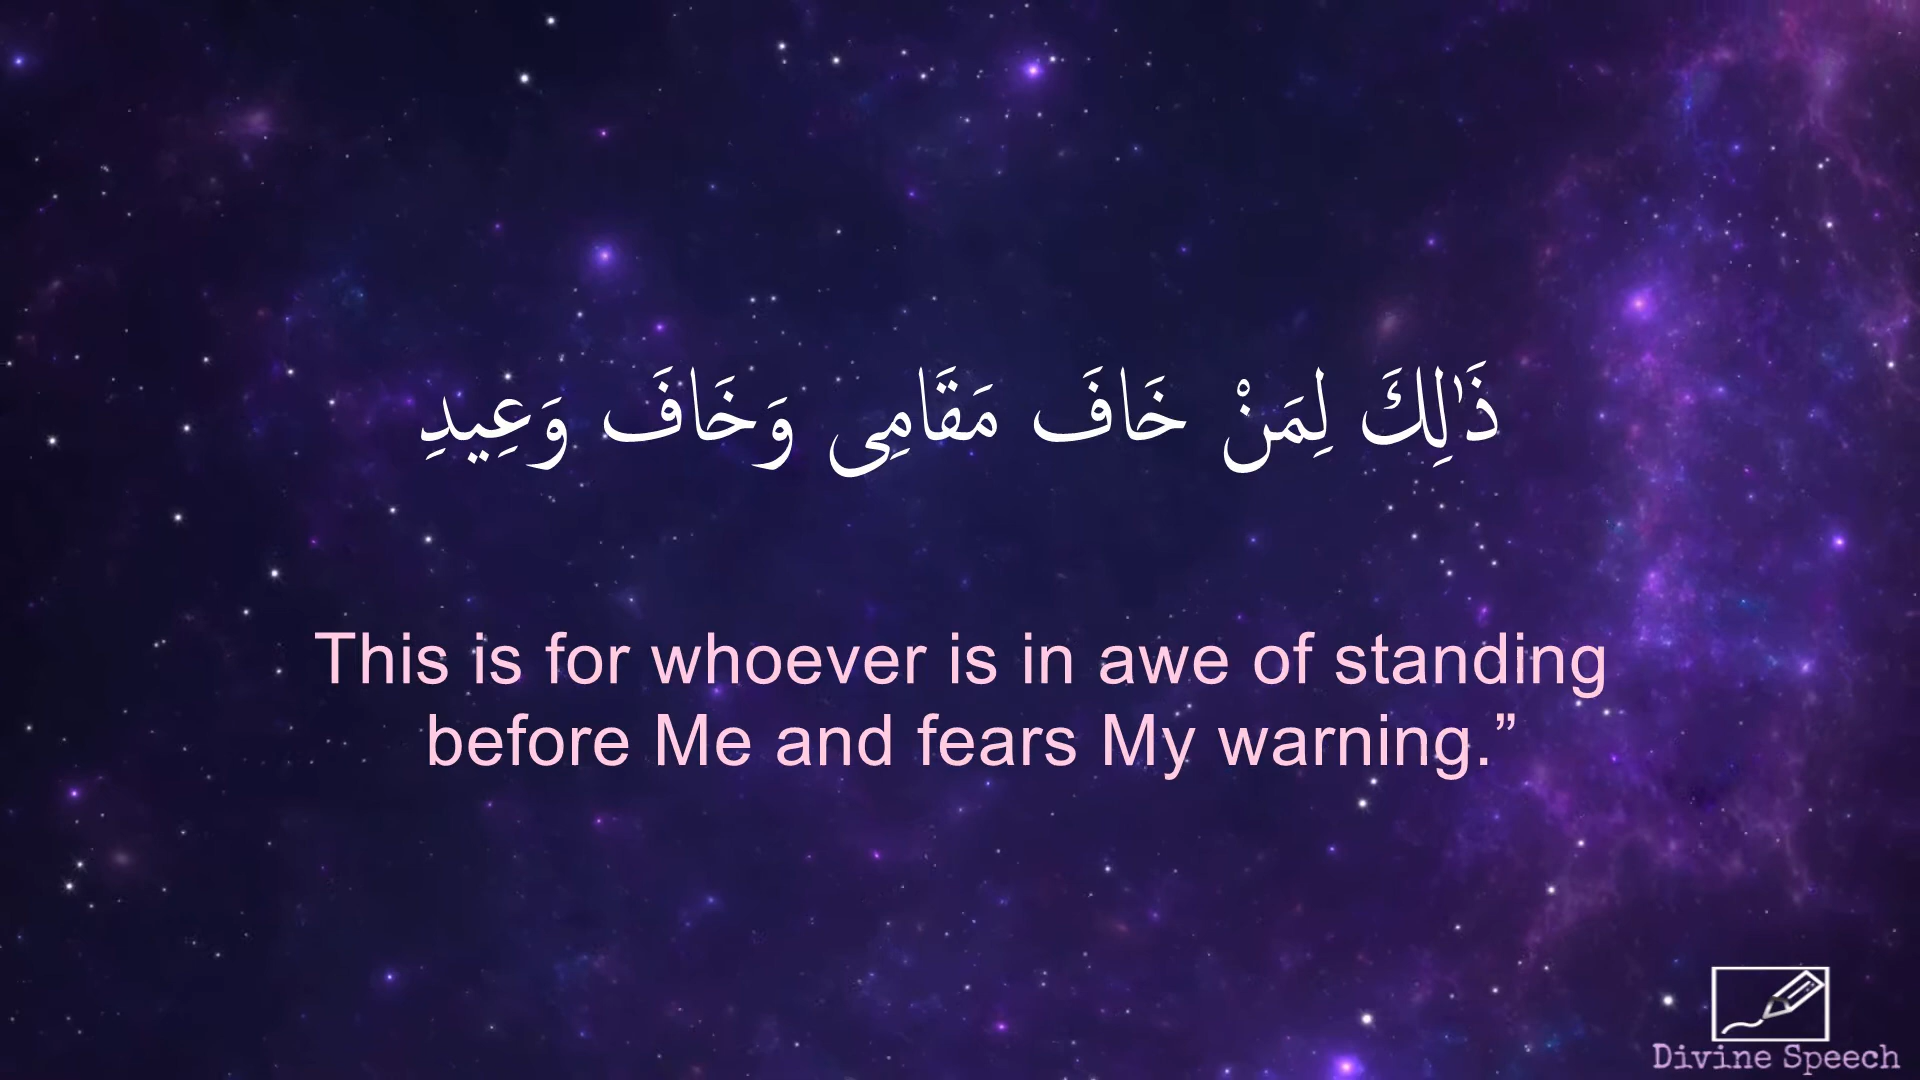 ذَٰلِكَ لِمَنْ خَافَ مَقَامِى وَخَافَ وَعِيدِ
This is for whoever is in awe of standing
before Me and fears My warning.”
Divine Speech